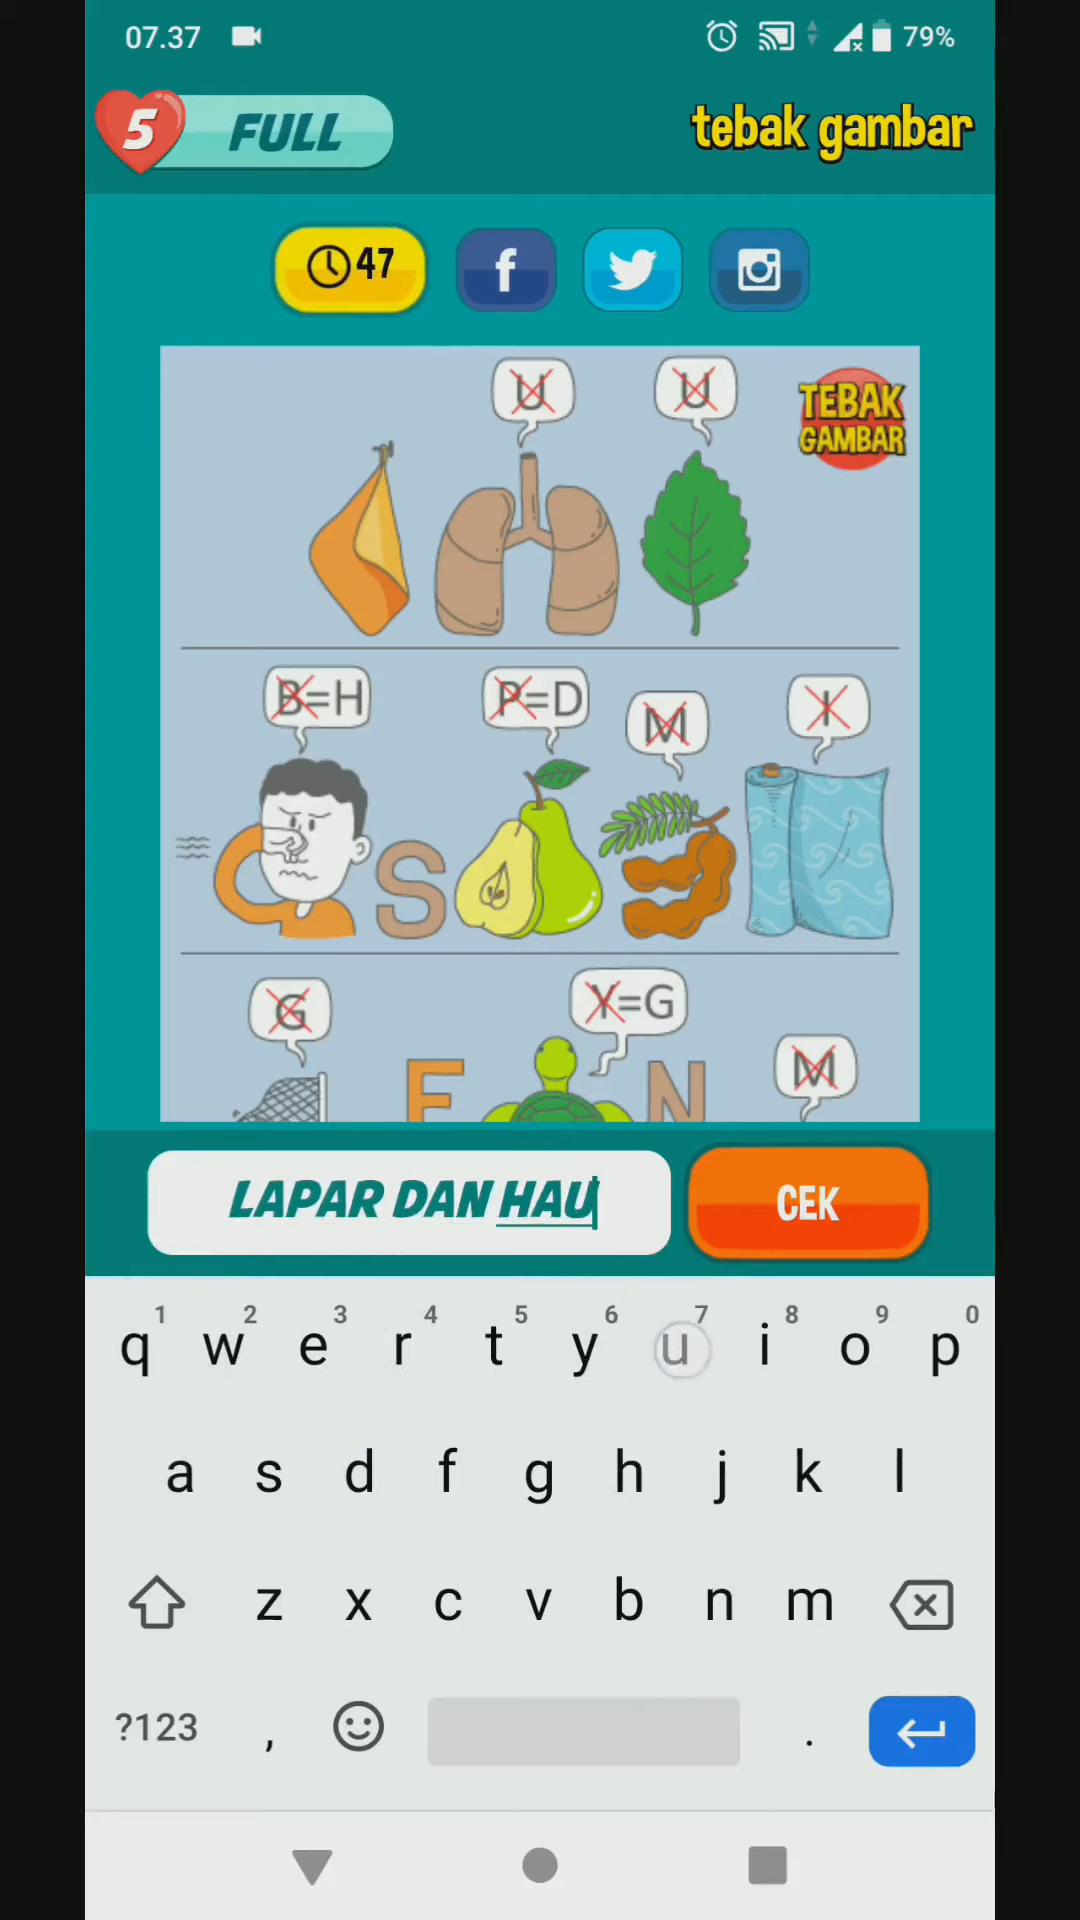 07.37 79%
5 FULL tebak gambar
47 f
U U TEBAK
GAMBAR
B=H P=D M I
S
G Y=G M
E N
LAPAR DAN HAU CEK
1 2 3 4 5 6 7 8 9 0
q w e r t y u i o p
a s d f g h j k l
z x c v b n m
?123 , .